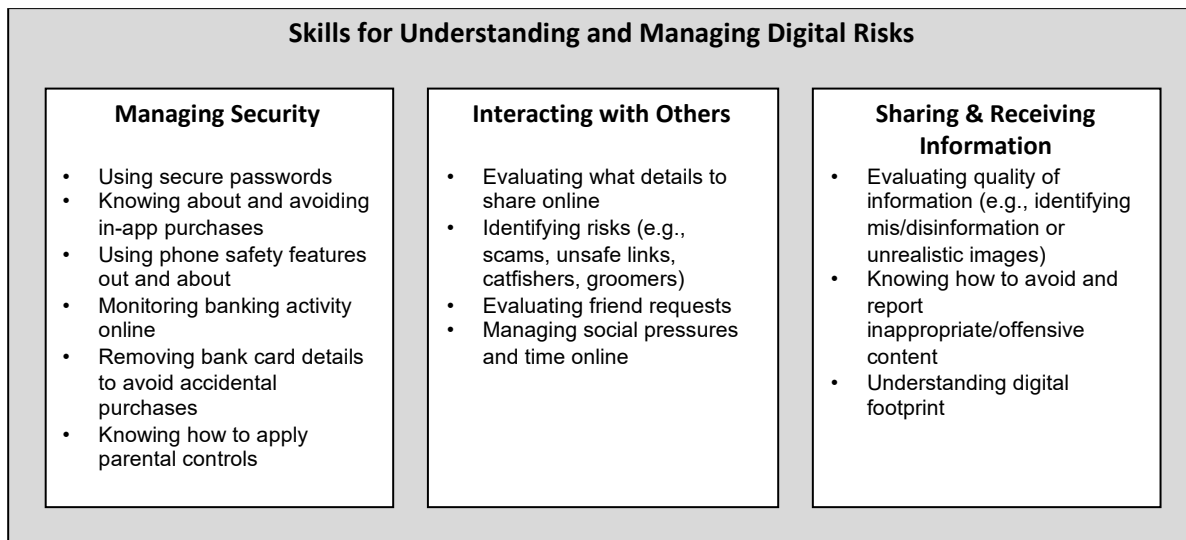 Skills for Understanding and Managing Digital Risks
Managing Security
• Using secure passwords
• Knowing about and avoiding
in-app purchases
• Using phone safety features
out and about
• Monitoring banking activity
online
• Removing bank card details
to avoid accidental
purchases
• Knowing how to apply
parental controls
Interacting with Others
• Evaluating what details to
share online
• Identifying risks (e.g.,
scams, unsafe links,
catfishers, groomers)
• Evaluating friend requests
• Managing social pressures
and time online
Sharing & Receiving
Information
• Evaluating quality of
information (e.g., identifying
mis/disinformation or
unrealistic images)
• Knowing how to avoid and
report
inappropriate/offensive
content
• Understanding digital
footprint